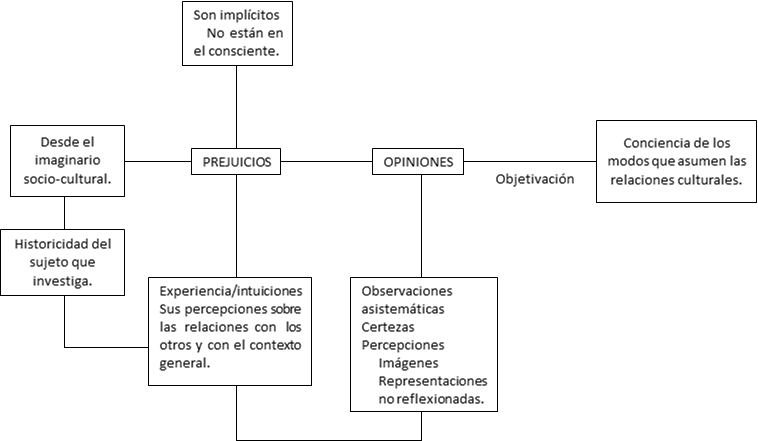 Son implícitos
No están en
el consciente.
Desde el
imaginario
socio-cultural.
PREJUICIOS
OPINIONES
Objetivación
Conciencia de los
modos que asumen las
relaciones culturales.
Historicidad del
sujeto que
investiga.
Experiencia/intuiciones
Sus percepciones sobre
las relaciones con los
otros y con el contexto
general.
Observaciones
asistemáticas
Certezas
Percepciones
Imágenes
Representaciones
no reflexionadas.